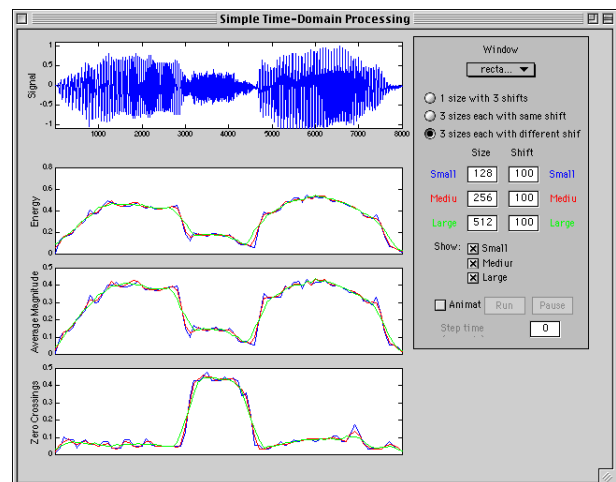 Simple Time-Domain Processing
Signal
1
0.5
0
-0.5
-1
1000 2000 3000 4000 5000 6000 7000 8000
Energy
0.8
0.6
0.4
0.2
0
Average Magnitude
0.5
0.4
0.3
0.2
0.1
0
Zero Crossings
0.5
0.4
0.3
0.2
0.1
0
Window
recta...
1 size with 3 shifts
3 sizes each with same shift
3 sizes each with different shif
Size Shift
Small 128 100 Small
Mediu 256 100 Mediu
Large 512 100 Large
Show: Small
Mediur
Large
Animat Run Pause
Step time 0